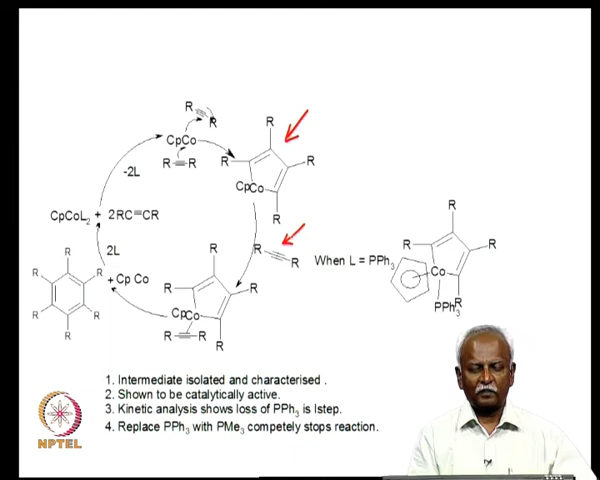 R
R
CpCo
R R
R
R
R
CpCo
R
-2L
CpCoL2 + 2RC CR
2L
R
R
R
R
R
R
+ Cp Co
R
R
R
R
R
CpCo
R R
R
When L = PPh3
R
R
R
Co
R
PPh3
1. Intermediate isolated and characterised .
2. Shown to be catalytically active.
3. Kinetic analysis shows loss of PPh3 is Istep.
4. Replace PPh3 with PMe3 competely stops reaction.
NPTEL